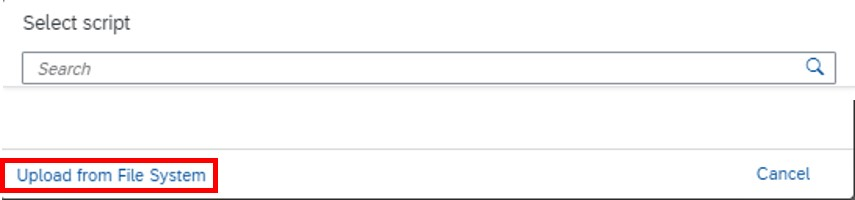 Select script
Search
Upload from File System
Cancel